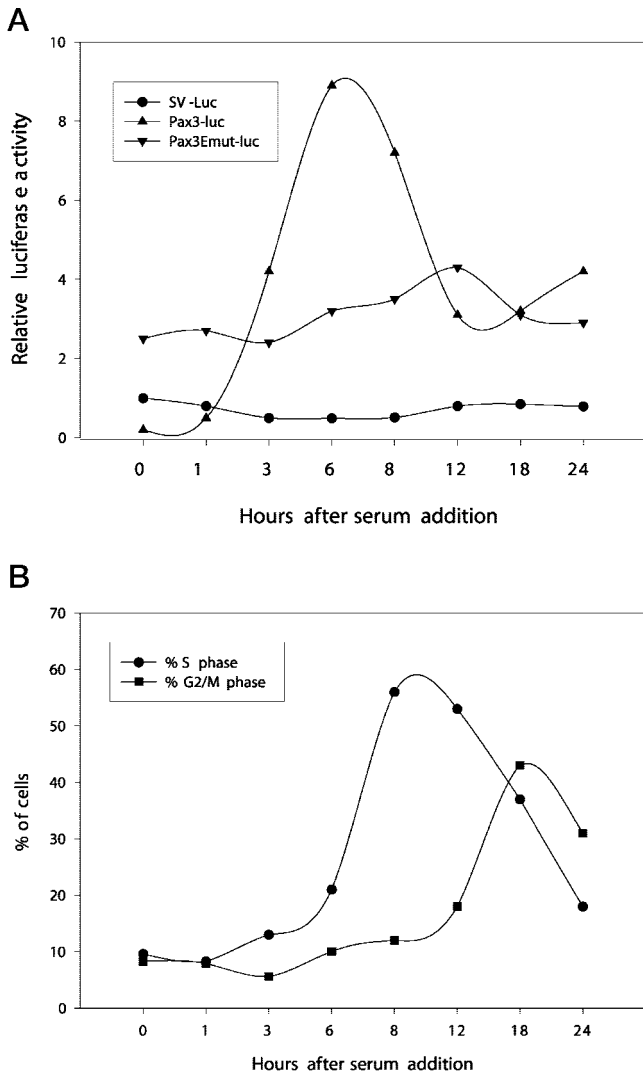 A
10
8
6
4
2
0
Relative luciferas e activity
SV -Luc
Pax3-luc
Pax3Emut-luc
0 1 3 6 8 12 18 24
Hours after serum addition
B
70
60
50
40
30
20
10
0
% of cells
% S phase
% G2/M phase
0 1 3 6 8 12 18 24
Hours after serum addition